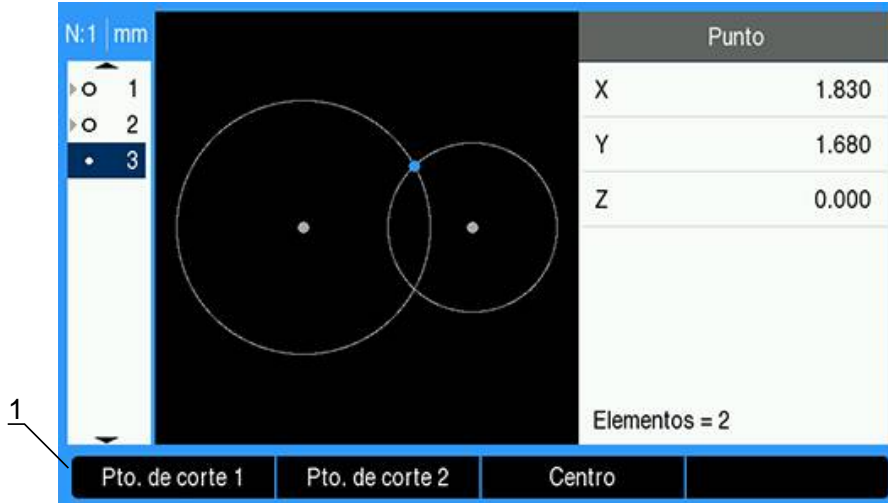 N:1 mm
1
2
3
Punto
X 1.830
Y 1.680
Z 0.000
Elementos = 2
1
Pto. de corte 1 Pto. de corte 2 Centro